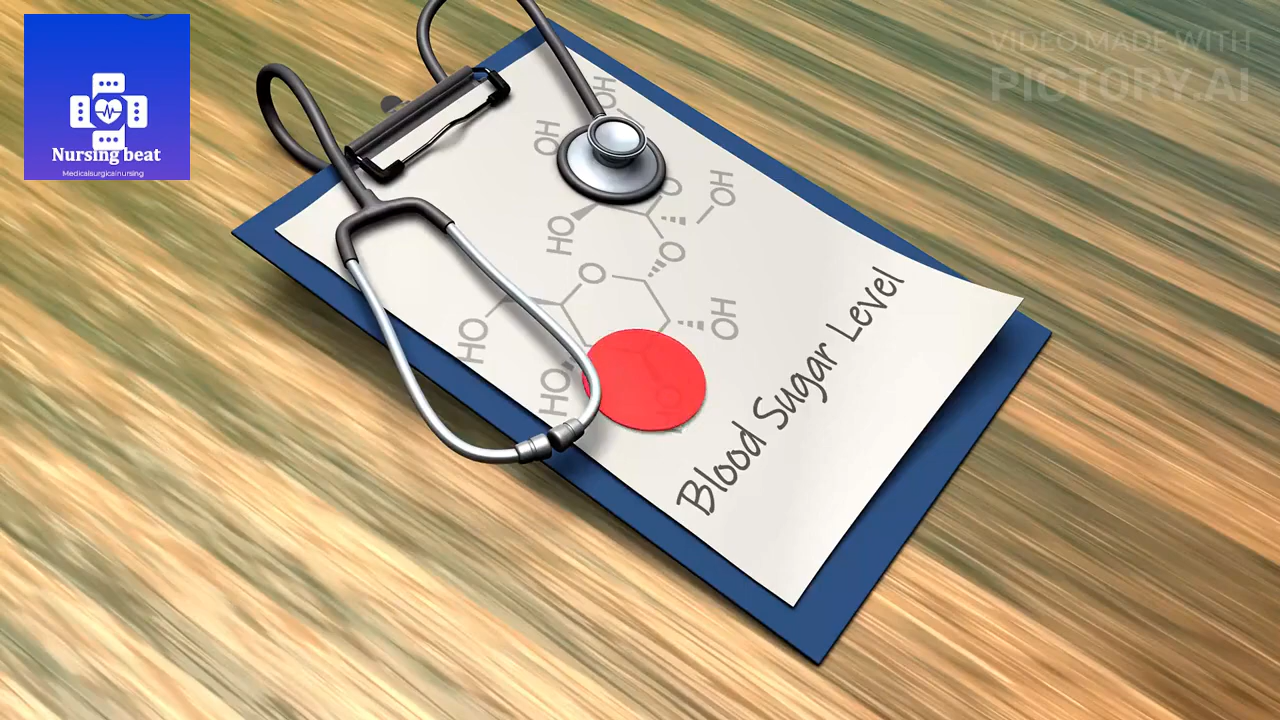 Nursing beat
Medicalsurgicalnursing
VIDEO MADE WITH
PICTORY.AI
OH
OH
OH
O
HO
O
O
OH
HO
HO
HO
Blood Sugar Level